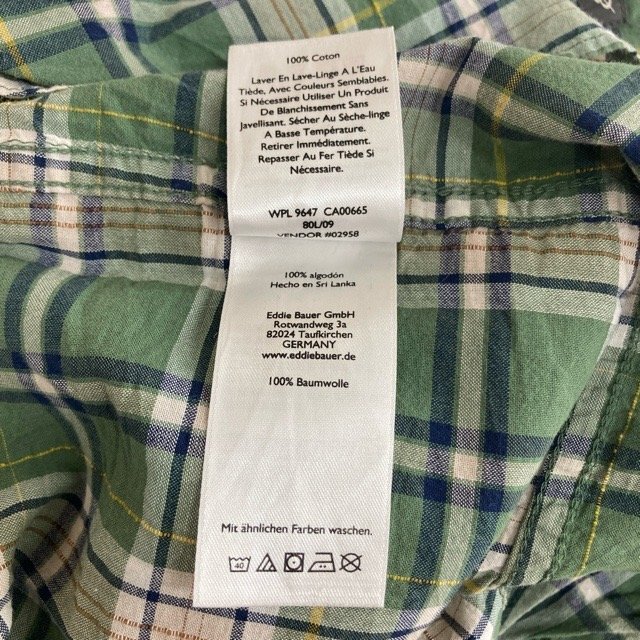 100% Coton
Laver En Lave-Linge A L'Eau
Tiède, Avec Couleurs Semblables.
Si Nécessaire Utiliser Un Produit
De Blanchissement Sans
Javellisant. Sécher Au Sèche-linge
A Basse Température.
Retirer Immédiatement.
Repasser Au Fer Tiède Si
Nécessaire.
WPL 9647 CA00665
80L/09
VENDOR #02958
100% algodón
Hecho en Sri Lanka
Eddie Bauer GmbH
Rotwandweg 3a
82024 Taufkirchen
GERMANY
www.eddiebauer.de
100% Baumwolle
Mit ähnlichen Farben waschen.
40